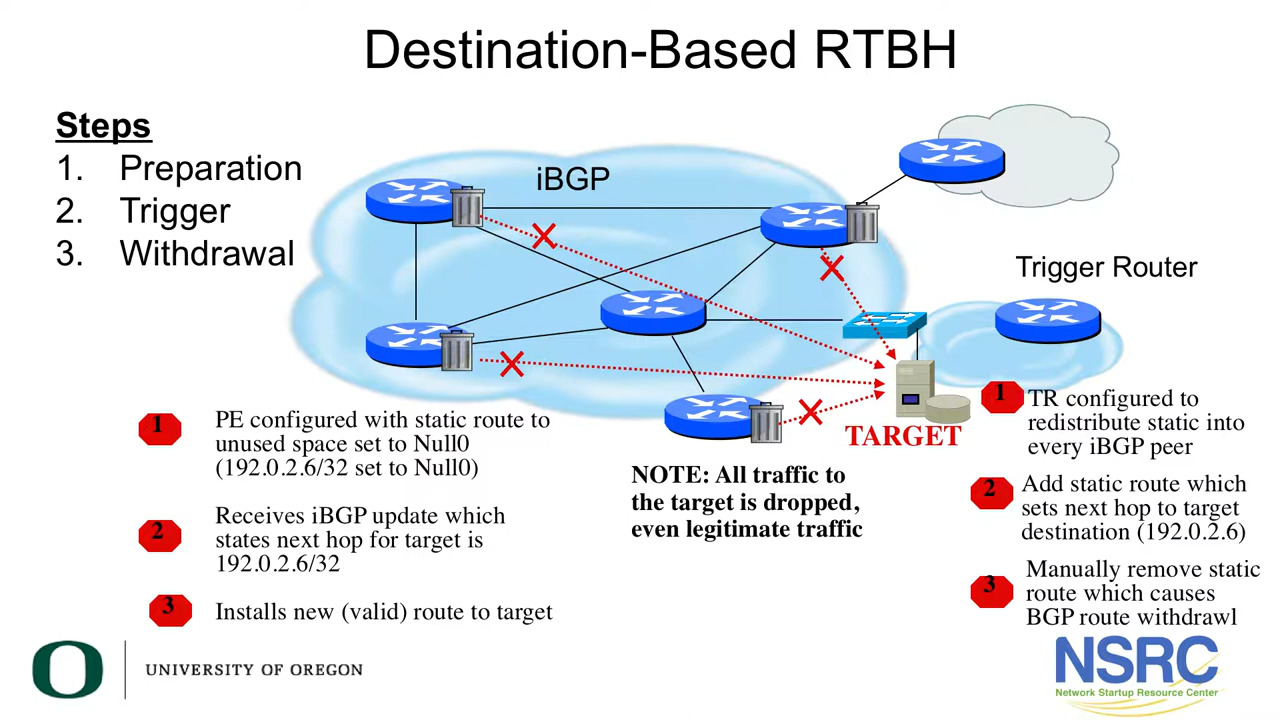 Destination-Based RTBH
Steps
1. Preparation
2. Trigger
3. Withdrawal
iBGP
Trigger Router
TARGET
1
PE configured with static route to
unused space set to Null0
(192.0.2.6/32 set to Null0)
2
Receives iBGP update which
states next hop for target is
192.0.2.6/32
3
Installs new (valid) route to target
NOTE: All traffic to
the target is dropped,
even legitimate traffic
1
TR configured to
redistribute static into
every iBGP peer
2
Add static route which
sets next hop to target
destination (192.0.2.6)
3
Manually remove static
route which causes
BGP route withdrawl
O
UNIVERSITY OF OREGON
NSRC
Network Startup Resource Center